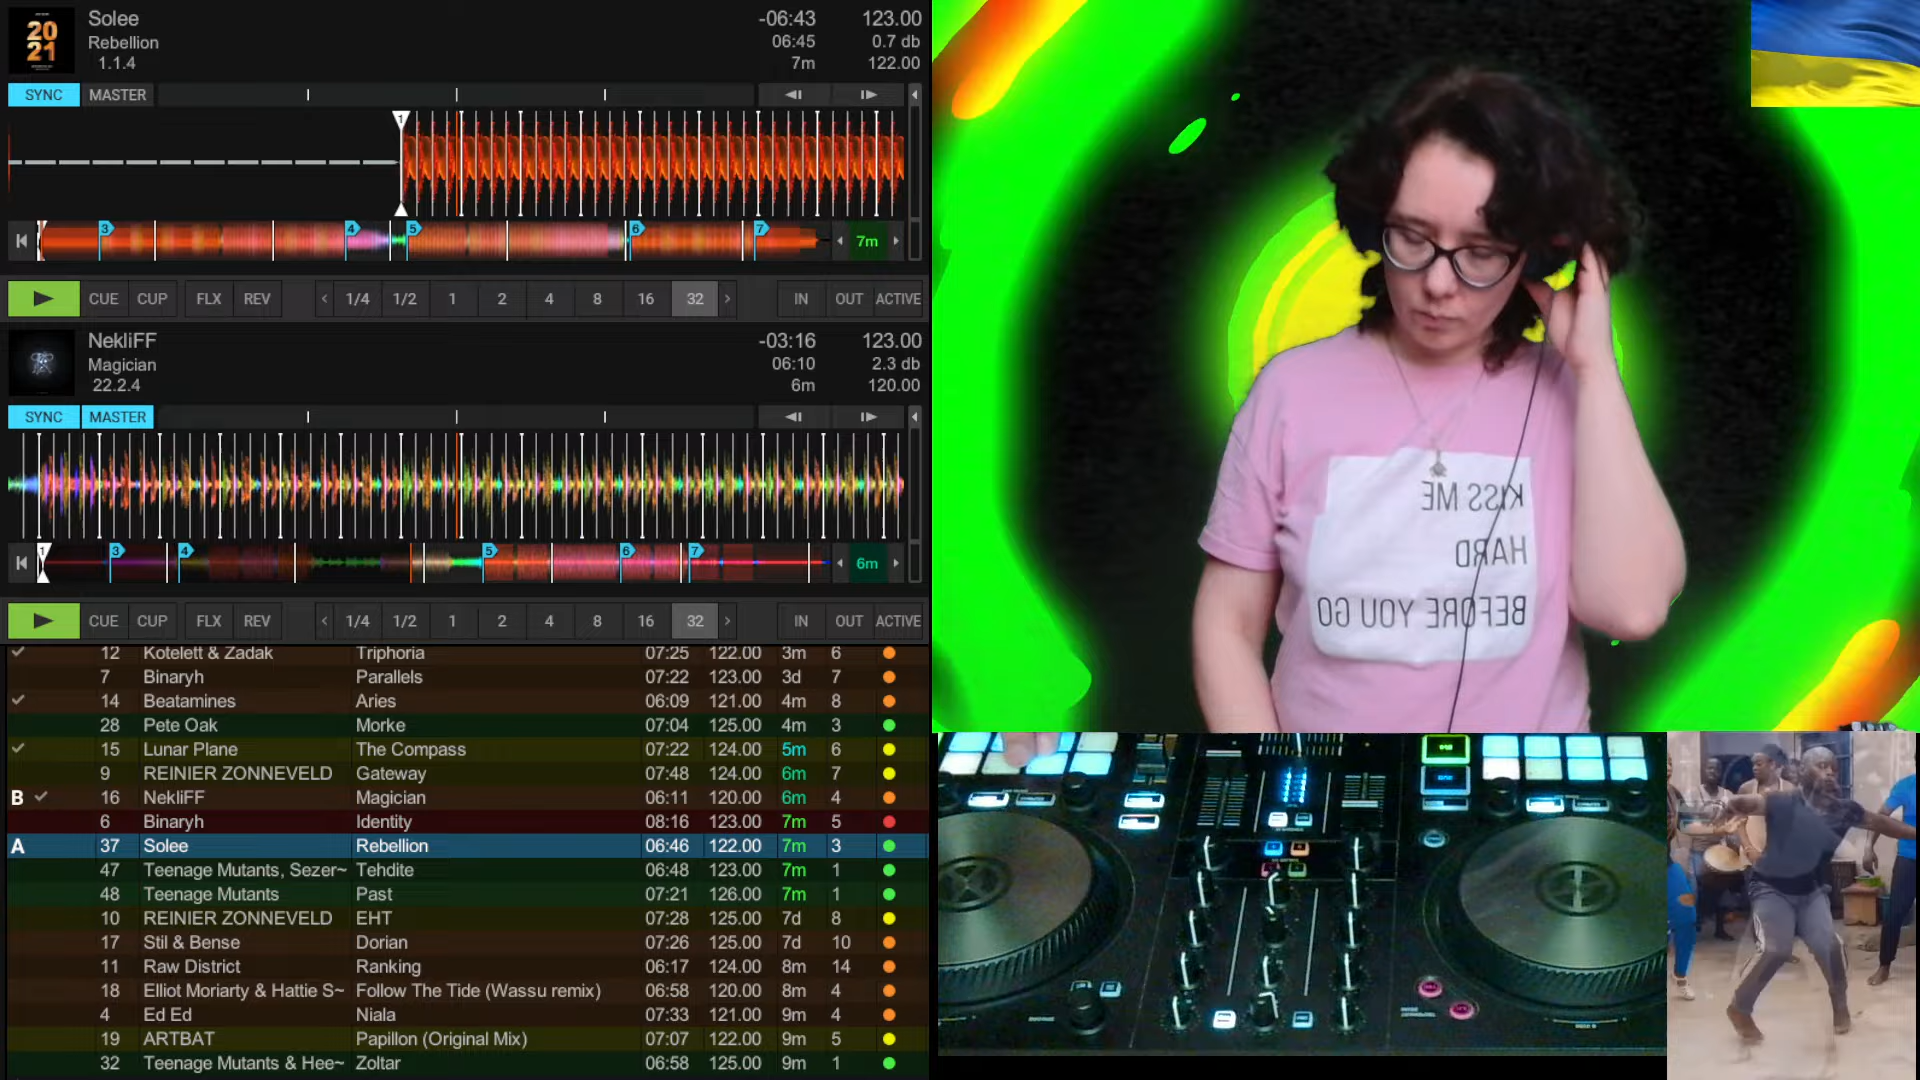 20
21
Solee
Rebellion
1.1.4
-06:43 123.00
06:45 0.7 db
7m 122.00
SYNC MASTER
1
3 4 5 6 7
7m
CUE CUP FLX REV 1/4 1/2 1 2 4 8 16 32 IN OUT ACTIVE
NekliFF
Magician
22.2.4
-03:16 123.00
06:10 2.3 db
6m 120.00
SYNC MASTER
1 3 4 5 6 7
6m
CUE CUP FLX REV 1/4 1/2 1 2 4 8 16 32 IN OUT ACTIVE
12 Kotelett & Zadak Triphoria 07:25 122.00 3m 6
7 Binaryh Parallels 07:22 123.00 3d 7
14 Beatamines Aries 06:09 121.00 4m 8
28 Pete Oak Morke 07:04 125.00 4m 3
15 Lunar Plane The Compass 07:22 124.00 5m 6
9 REINIER ZONNEVELD Gateway 07:48 124.00 6m 7
B 16 NekliFF Magician 06:11 120.00 6m 4
6 Binaryh Identity 08:16 123.00 7m 5
A 37 Solee Rebellion 06:46 122.00 7m 3
47 Teenage Mutants, Sezer~ Tehdite 06:48 123.00 7m 1
48 Teenage Mutants Past 07:21 126.00 7m 1
10 REINIER ZONNEVELD EHT 07:28 125.00 7d 8
17 Stil & Bense Dorian 07:26 125.00 7d 10
11 Raw District Ranking 06:17 124.00 8m 14
18 Elliot Moriarty & Hattie S~ Follow The Tide (Wassu remix) 06:58 120.00 8m 4
4 Ed Ed Niala 07:33 121.00 9m 4
19 ARTBAT Papillon (Original Mix) 07:07 122.00 9m 5
32 Teenage Mutants & Hee~ Zoltar 06:58 125.00 9m 1
KISS ME
HARD
BEFORE YOU GO